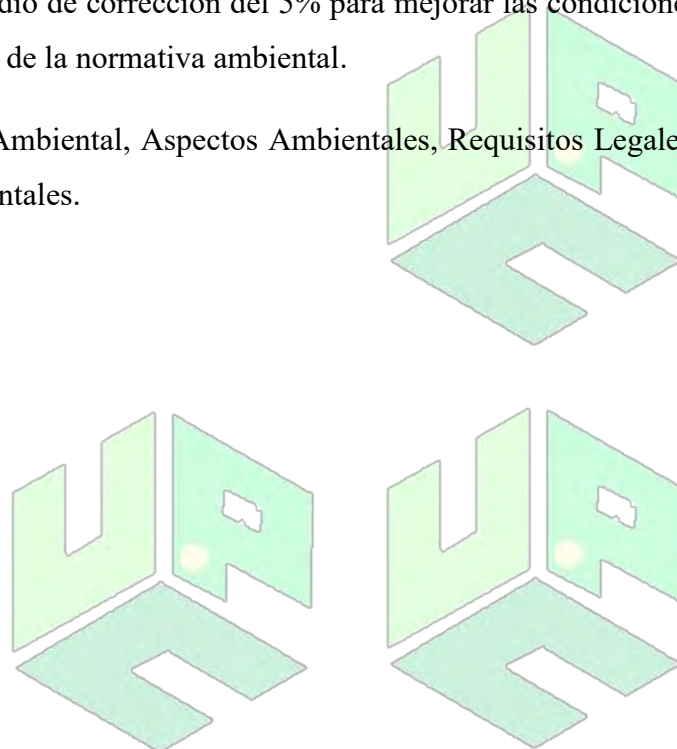 dio de corrección del 5% para mejorar las condicione
de la normativa ambiental.
Ambiental, Aspectos Ambientales, Requisitos Legale
ntales.